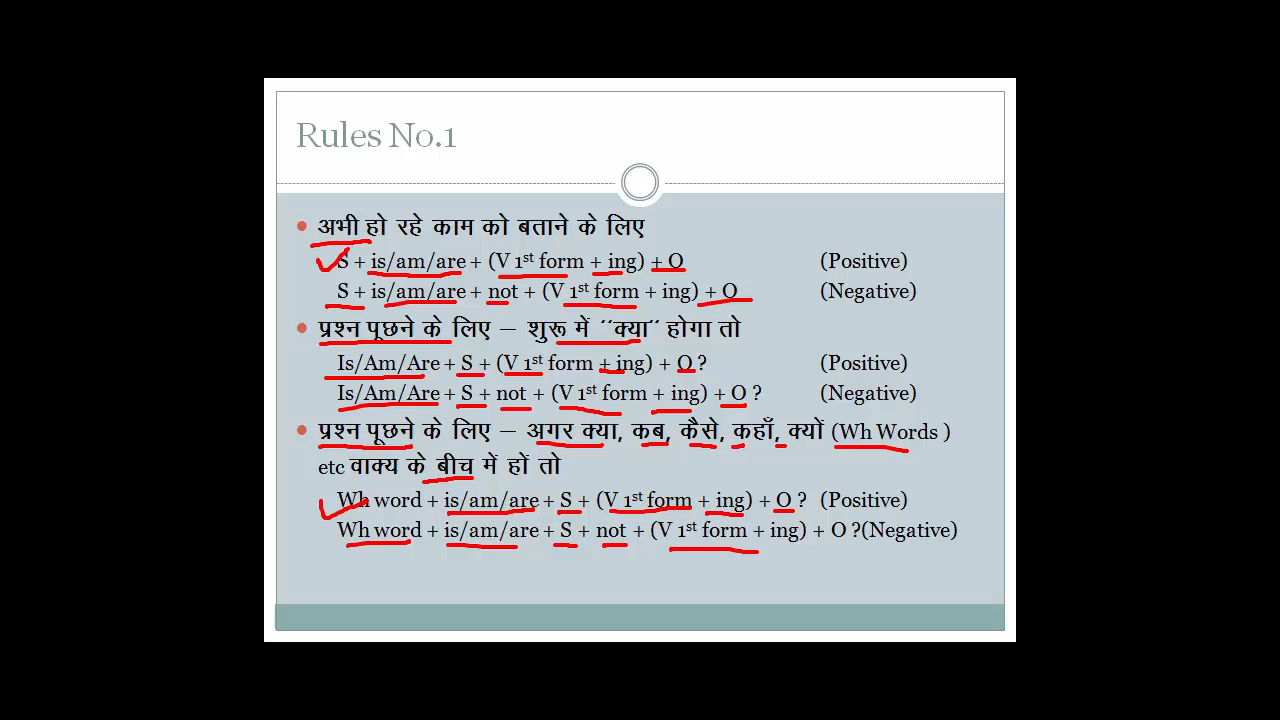 Rules No.1
अभी हो रहे काम को बताने के लिए
S + is/am/are + (V 1st form + ing) + O (Positive)
S + is/am/are + not + (V 1st form + ing) + O (Negative)
प्रश्न पूछने के लिए – शुरू में ‘‘क्या’’ होगा तो
Is/Am/Are + S + (V 1st form + ing) + O ? (Positive)
Is/Am/Are + S + not + (V 1st form + ing) + O ? (Negative)
प्रश्न पूछने के लिए – अगर क्या, कब, कैसे, कहाँ, क्यों (Wh Words )
etc वाक्य के बीच में हों तो
Wh word + is/am/are + S + (V 1st form + ing) + O ? (Positive)
Wh word + is/am/are + S + not + (V 1st form + ing) + O ?(Negative)